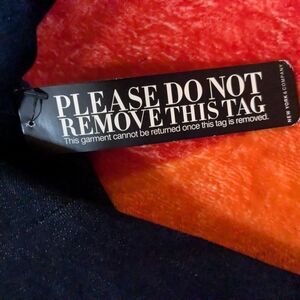 PLEASE DO NOT
REMOVE THIS TAG
This garment cannot be returned once this tag is removed.
NEW YORK & COMPANY